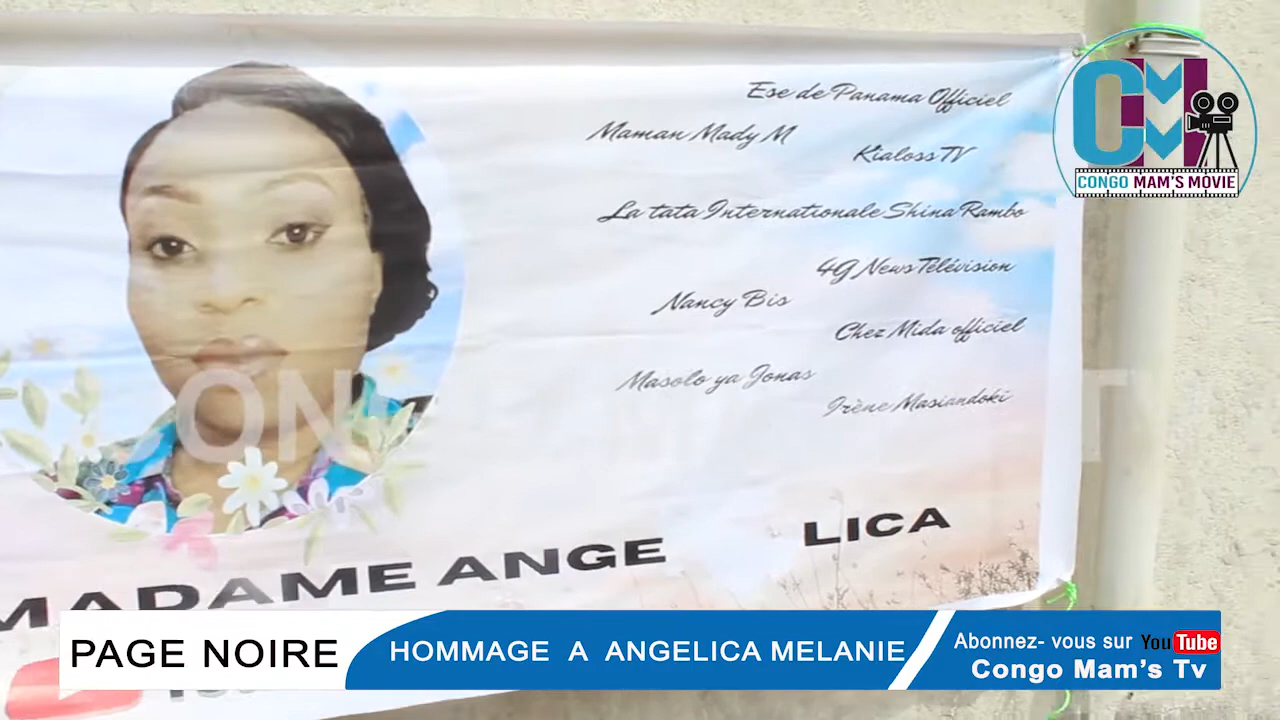 Ese de Panama Officiel
Maman Mady M
Kialoss TV
La tata Internationale Shina Rambo
4G News Télévision
Nancy Bis
Chez Mida officiel
Masolo ya Jonas
Irène Masiandoki
MADAME ANGE LICA
CM
CONGO MAM'S MOVIE
PAGE NOIRE
HOMMAGE A ANGELICA MELANIE
Abonnez- vous sur YouTube
Congo Mam's Tv